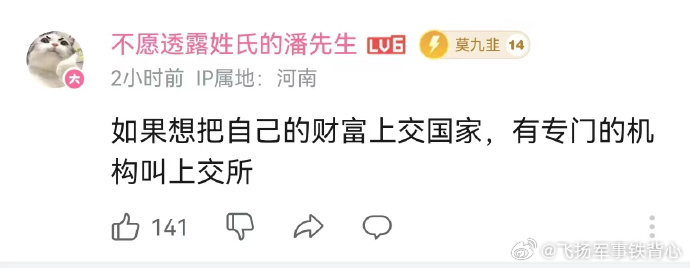 不愿透露姓氏的潘先生 LV6 莫九韭 14
大
2小时前 IP属地：河南
如果想把自己的财富上交国家，有专门的机
构叫上交所
141
@飞扬军事铁背心